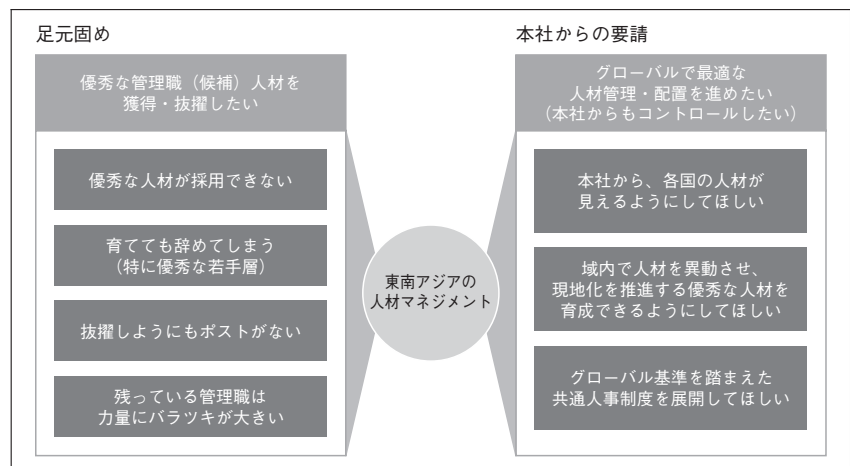 足元固め
優秀な管理職（候補）人材を
獲得・抜擢したい
優秀な人材が採用できない
育てても辞めてしまう
（特に優秀な若手層）
抜擢しようにもポストがない
残っている管理職は
力量にバラツキが大きい
東南アジアの
人材マネジメント
本社からの要請
グローバルで最適な
人材管理・配置を進めたい
（本社からもコントロールしたい）
本社から、各国の人材が
見えるようにしてほしい
域内で人材を異動させ、
現地化を推進する優秀な人材を
育成できるようにしてほしい
グローバル基準を踏まえた
共通人事制度を展開してほしい